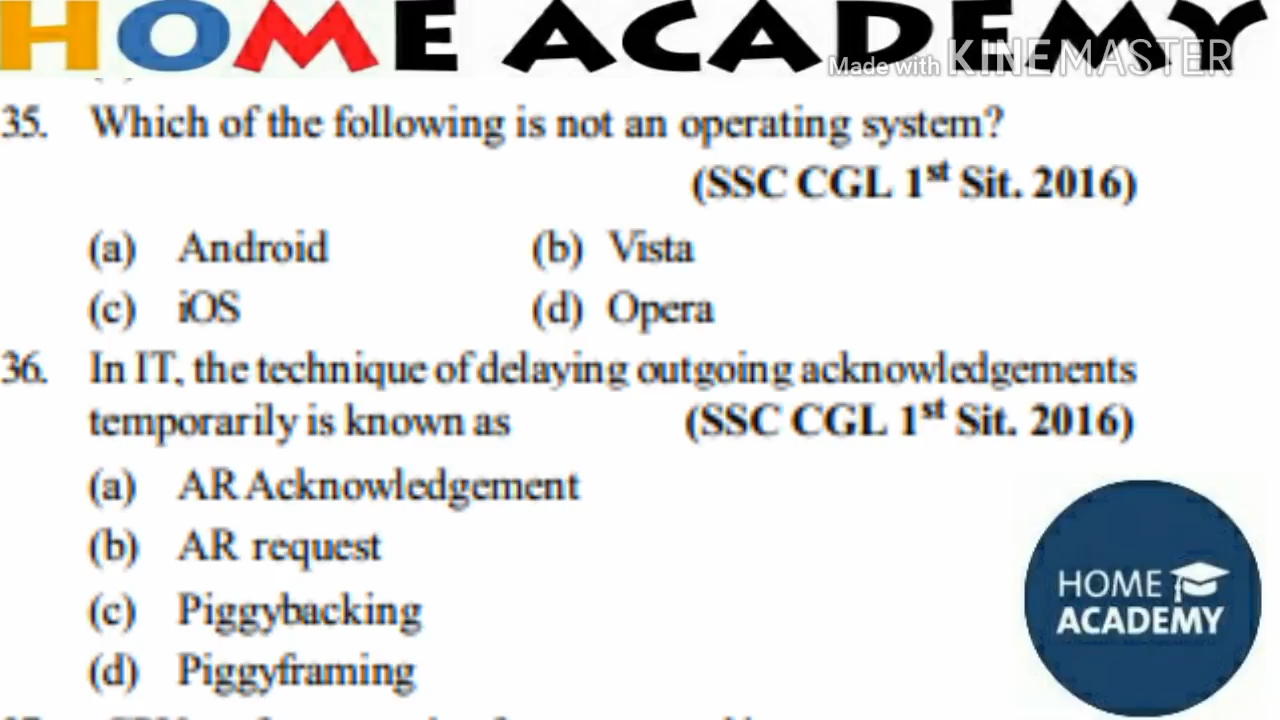 HOME ACADEMY
Made with KINEMASTER
35. Which of the following is not an operating system?
(SSC CGL 1st Sit. 2016)
(a) Android (b) Vista
(c) iOS (d) Opera
36. In IT, the technique of delaying outgoing acknowledgements
temporarily is known as (SSC CGL 1st Sit. 2016)
(a) AR Acknowledgement
(b) AR request
(c) Piggybacking
(d) Piggyframing
HOME
ACADEMY